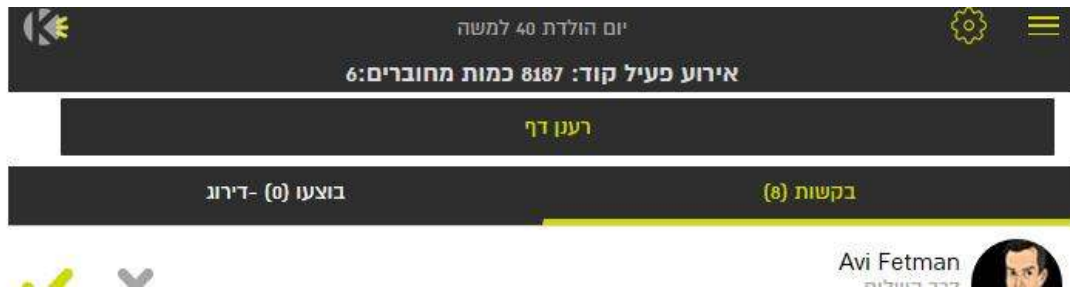 יום הולדת 40 למשה
אירוע פעיל קוד: 8187 כמות מחוברים:6
רענן דף
בקשות (8)
בוצעו (0) -דירוג
Avi Fetman